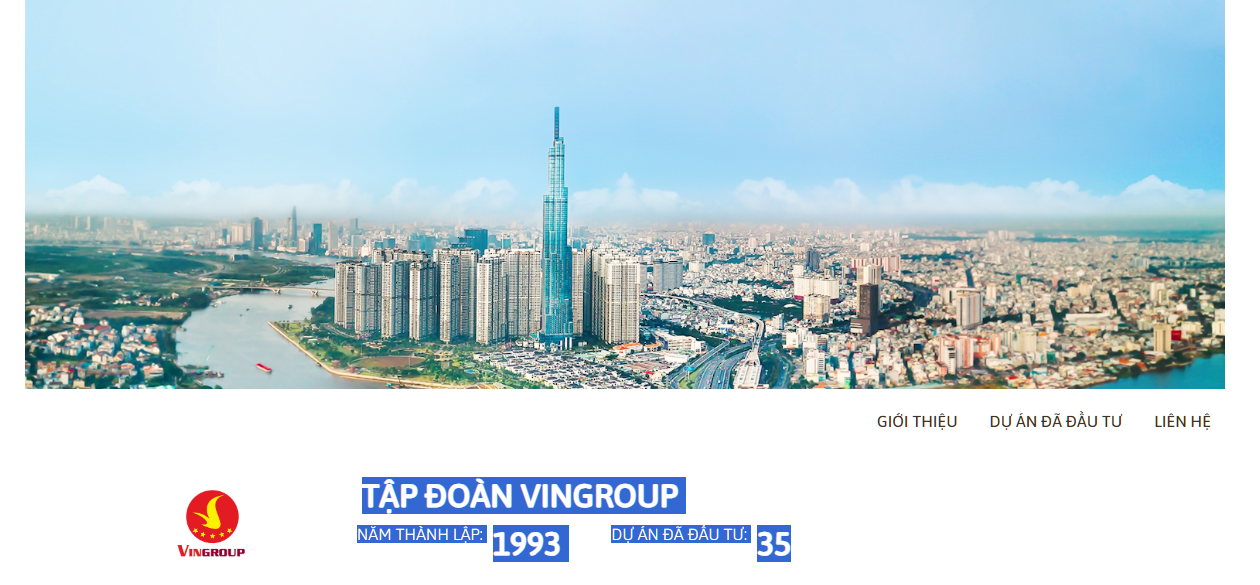 GIỚI THIỆU DỰ ÁN ĐÃ ĐẦU TƯ LIÊN HỆ
TẬP ĐOÀN VINGROUP
VINGROUP
NĂM THÀNH LẬP: 1993 DỰ ÁN ĐÃ ĐẦU TƯ: 35